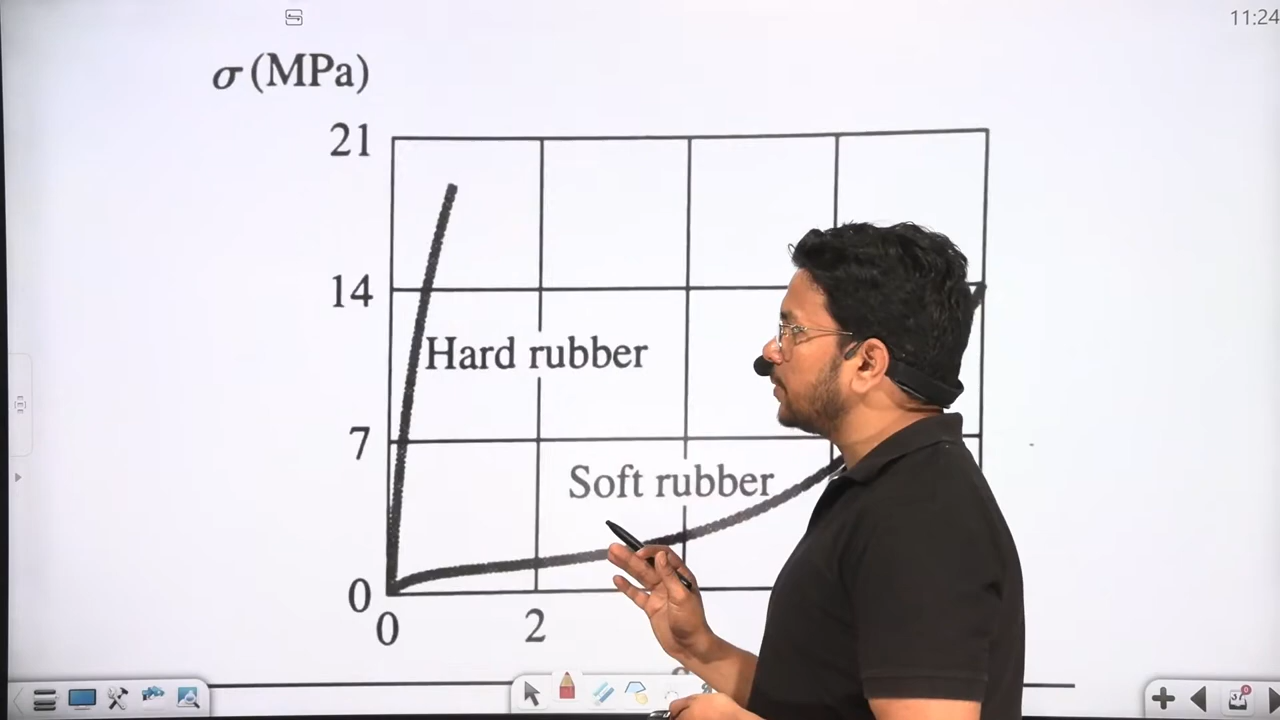 11:24
σ (MPa)
21
14
Hard rubber
7
Soft rubber
0
0 2